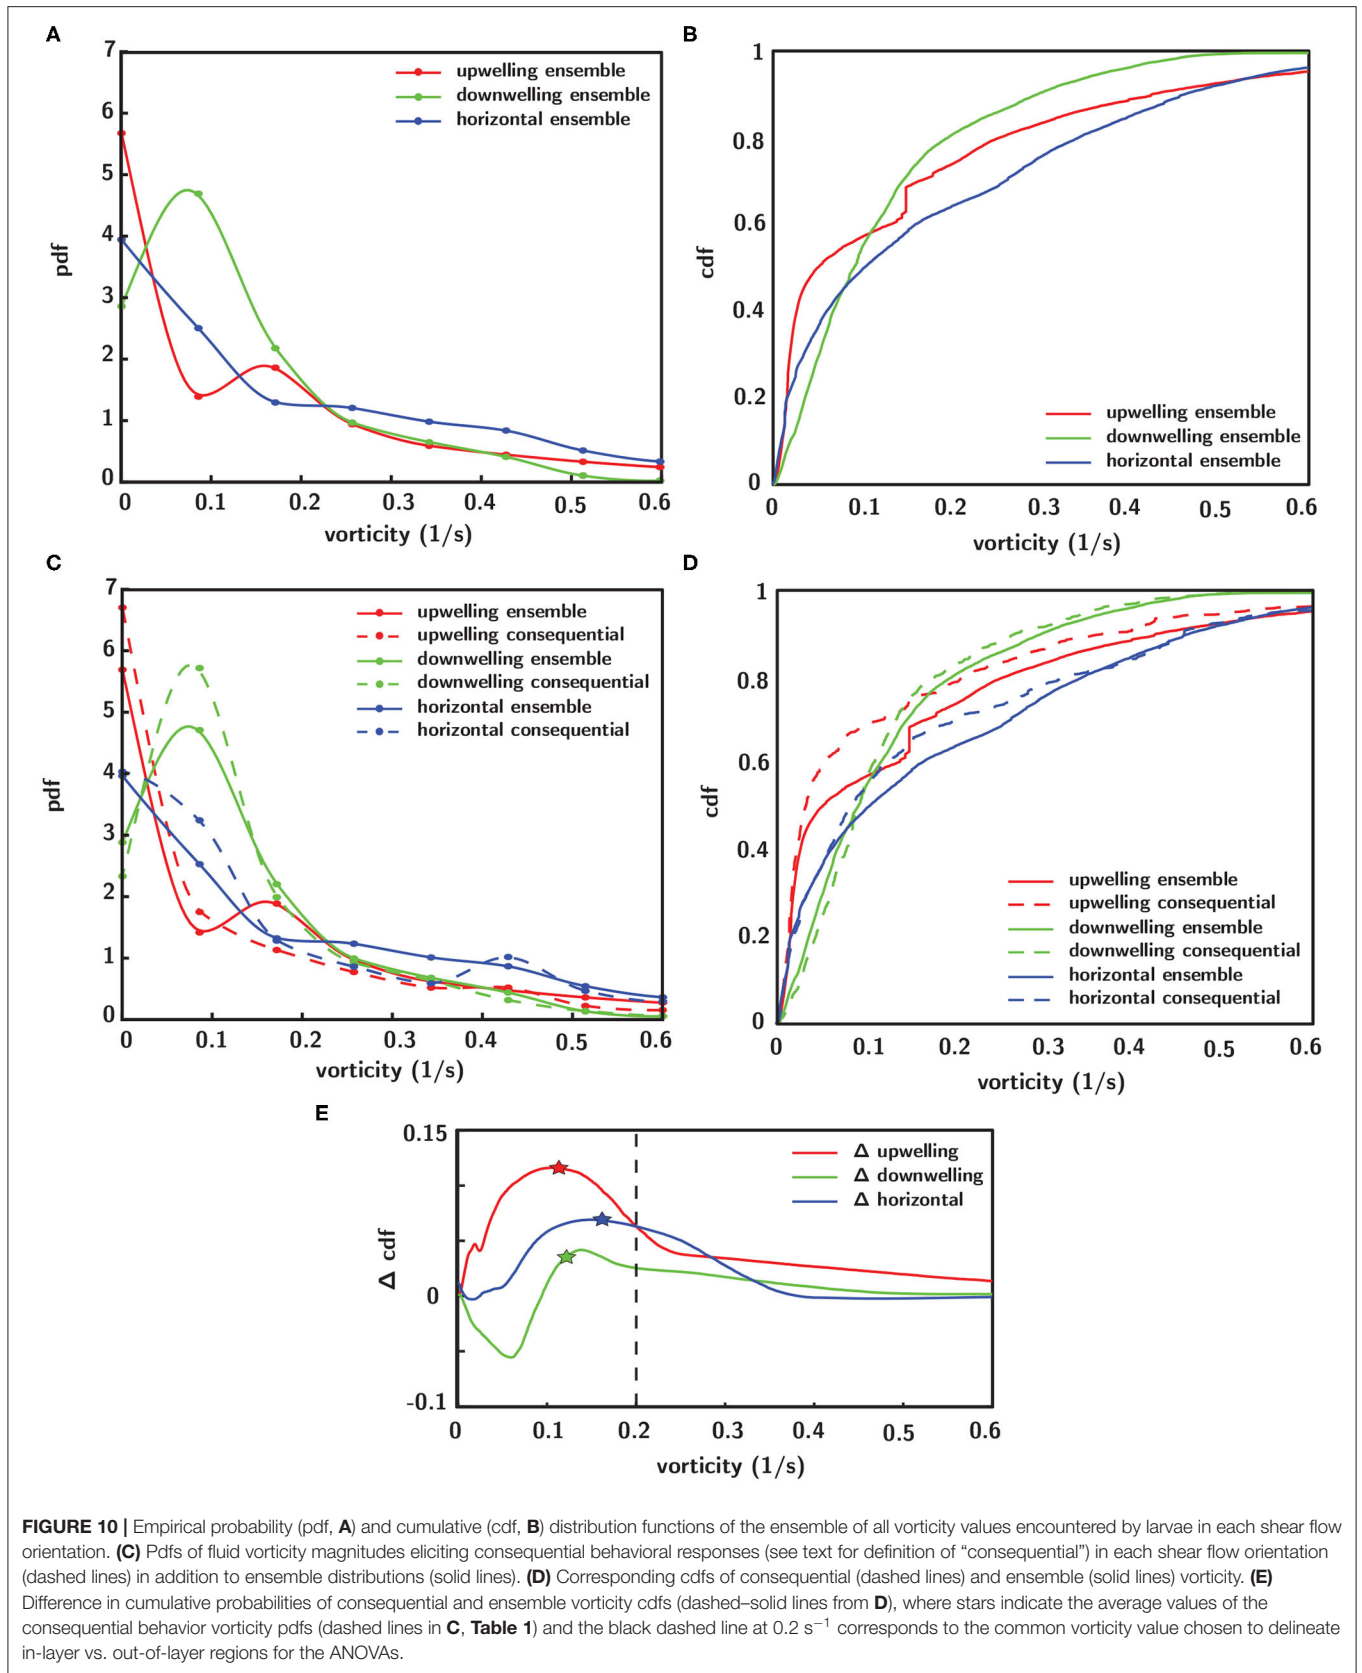 A
7
6
5
4
3
2
1
0
pdf
upwelling ensemble
downwelling ensemble
horizontal ensemble
0 0.1 0.2 0.3 0.4 0.5 0.6
vorticity (1/s)
B
1
0.8
0.6
0.4
0.2
0
cdf
upwelling ensemble
downwelling ensemble
horizontal ensemble
0 0.1 0.2 0.3 0.4 0.5 0.6
vorticity (1/s)
C
7
6
5
4
3
2
1
0
pdf
upwelling ensemble
upwelling consequential
downwelling ensemble
downwelling consequential
horizontal ensemble
horizontal consequential
0 0.1 0.2 0.3 0.4 0.5 0.6
vorticity (1/s)
D
1
0.8
0.6
0.4
0.2
0
cdf
upwelling ensemble
upwelling consequential
downwelling ensemble
downwelling consequential
horizontal ensemble
horizontal consequential
0 0.1 0.2 0.3 0.4 0.5 0.6
vorticity (1/s)
E
0.15
0
-0.1
Δ cdf
Δ upwelling
Δ downwelling
Δ horizontal
0 0.1 0.2 0.3 0.4 0.5 0.6
vorticity (1/s)
FIGURE 10 | Empirical probability (pdf, A) and cumulative (cdf, B) distribution functions of the ensemble of all vorticity values encountered by larvae in each shear flow
orientation. (C) Pdfs of fluid vorticity magnitudes eliciting consequential behavioral responses (see text for definition of “consequential”) in each shear flow orientation
(dashed lines) in addition to ensemble distributions (solid lines). (D) Corresponding cdfs of consequential (dashed lines) and ensemble (solid lines) vorticity. (E)
Difference in cumulative probabilities of consequential and ensemble vorticity cdfs (dashed–solid lines from D), where stars indicate the average values of the
consequential behavior vorticity pdfs (dashed lines in C, Table 1) and the black dashed line at 0.2 s⁻¹ corresponds to the common vorticity value chosen to delineate
in-layer vs. out-of-layer regions for the ANOVAs.